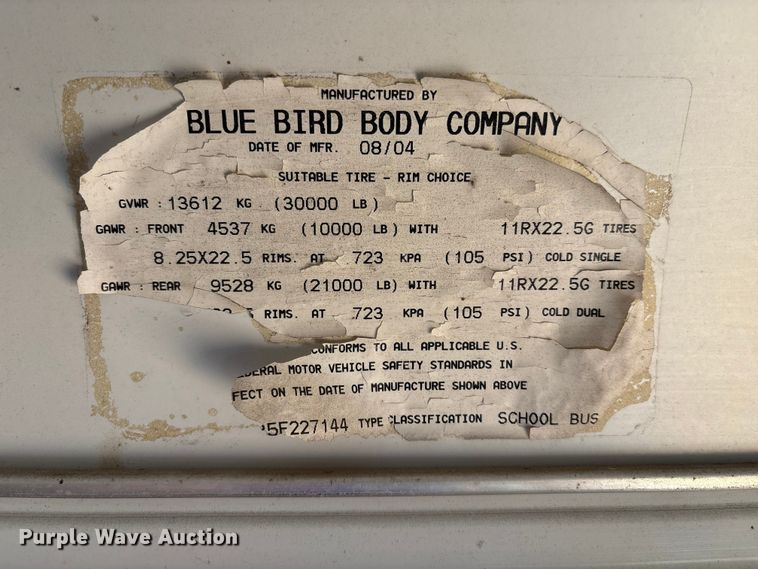 MANUFACTURED BY
BLUE BIRD BODY COMPANY
DATE OF MFR. 08/04
SUITABLE TIRE - RIM CHOICE
GVWR : 13612 KG (30000 LB)
GAWR : FRONT 4537 KG (10000 LB) WITH 11RX22.5G TIRES
8.25X22.5 RIMS. AT 723 KPA (105 PSI) COLD SINGLE
GAWR : REAR 9528 KG (21000 LB) WITH 11RX22.5G TIRES
RIMS. AT 723 KPA (105 PSI) COLD DUAL
CONFORMS TO ALL APPLICABLE U.S.
DERAL MOTOR VEHICLE SAFETY STANDARDS IN
FECT ON THE DATE OF MANUFACTURE SHOWN ABOVE
5F227144 TYPE CLASSIFICATION SCHOOL BUS
Purple Wave Auction